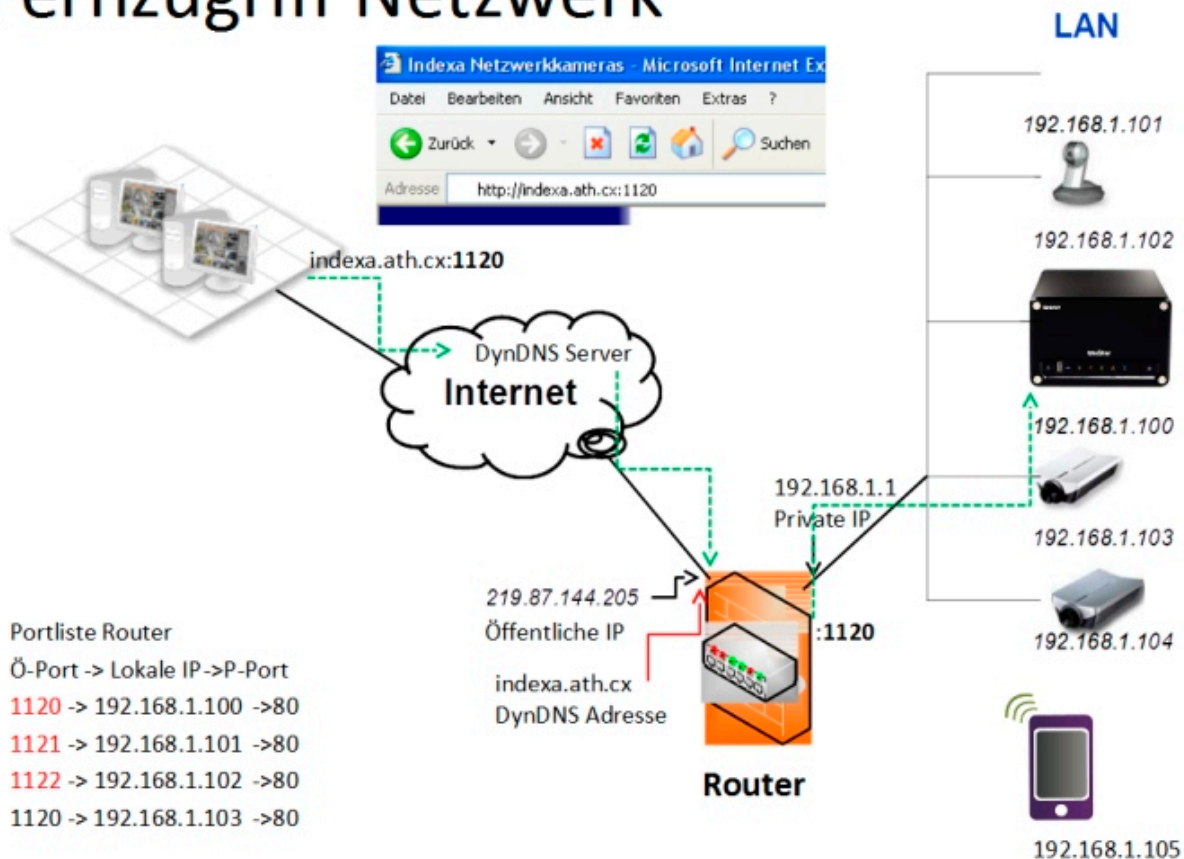 ernzugriff Netzwerk
LAN
Indexa Netzwerkkameras - Microsoft Internet Ex
Datei Bearbeiten Ansicht Favoriten Extras ?
Zurück Suchen
Adresse http://indexa.ath.cx:1120
192.168.1.101
192.168.1.102
indexa.ath.cx:1120
DynDNS Server
Internet
192.168.1.100
192.168.1.1
Private IP
192.168.1.103
219.87.144.205
Öffentliche IP
:1120
192.168.1.104
indexa.ath.cx
DynDNS Adresse
Router
Portliste Router
Ö-Port -> Lokale IP->P-Port
1120 -> 192.168.1.100 ->80
1121 -> 192.168.1.101 ->80
1122 -> 192.168.1.102 ->80
1120 -> 192.168.1.103 ->80
192.168.1.105